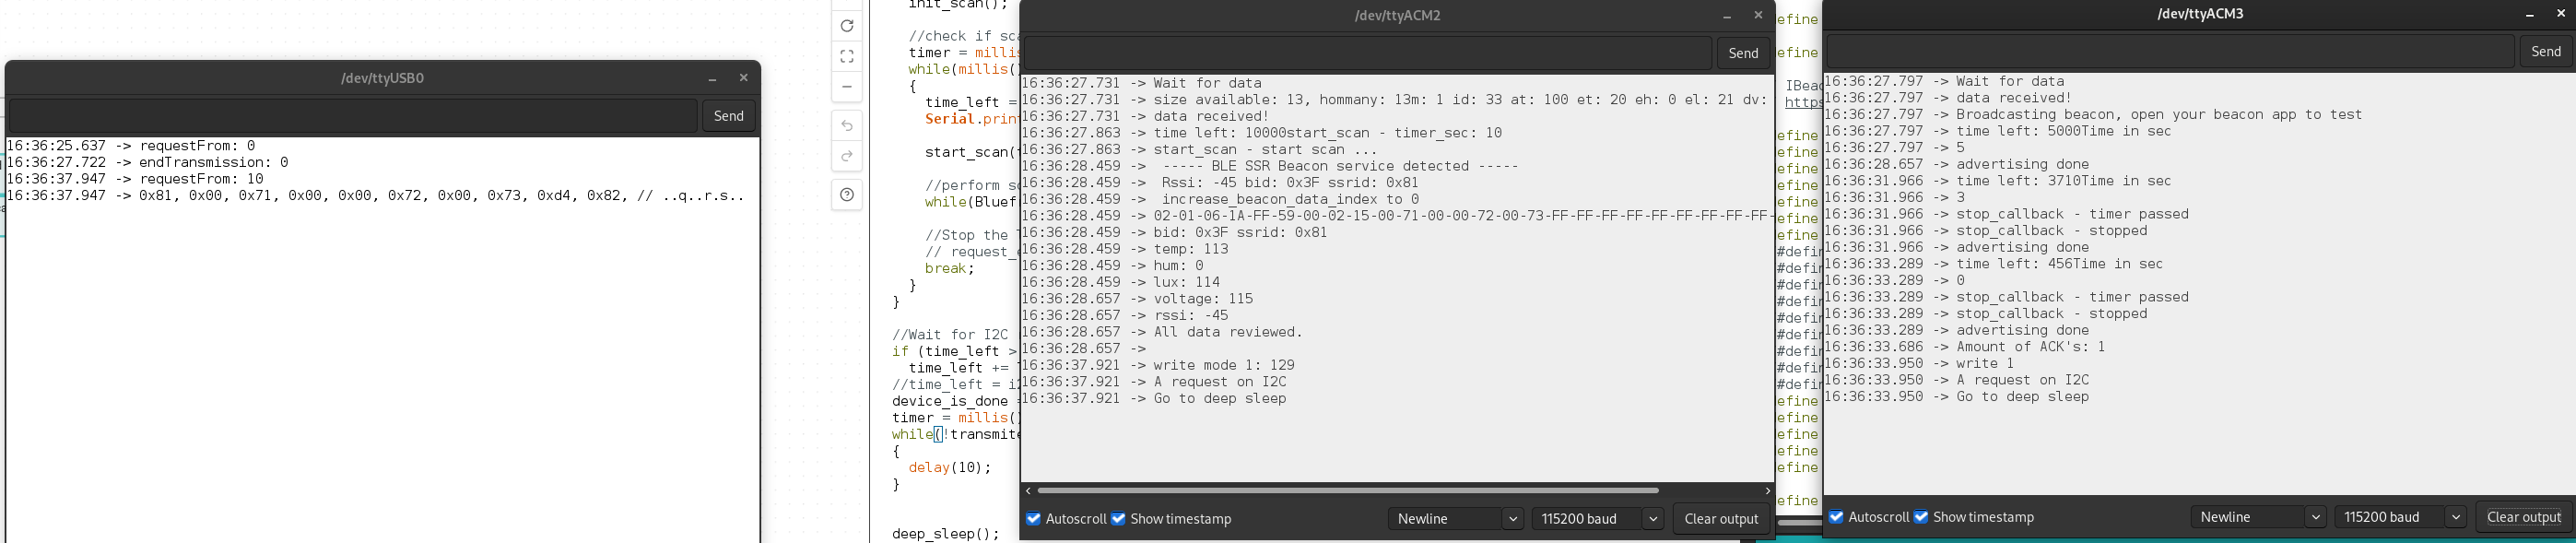 /dev/ttyUSB0
Send
16:36:25.637 -> requestFrom: 0
16:36:27.722 -> endTransmission: 0
16:36:37.947 -> requestFrom: 10
16:36:37.947 -> 0x81, 0x00, 0x71, 0x00, 0x00, 0x72, 0x00, 0x73, 0xd4, 0x82, // ..q..r.s..
init_scan();
//check if sca
timer = millis
while(millis()
{
time_left =
Serial.print
start_scan(
//perform sc
while(Bluef
//Stop the
// request_
break;
}
}
//Wait for I2C
if (time_left >
time_left +=
//time_left = i2
device_is_done =
timer = millis()
while(!transmite
{
delay(10);
}
deep_sleep();
/dev/ttyACM2
Send
16:36:27.731 -> Wait for data
16:36:27.731 -> size available: 13, hommany: 13m: 1 id: 33 at: 100 et: 20 eh: 0 el: 21 dv:
16:36:27.731 -> data received!
16:36:27.863 -> time left: 10000start_scan - timer_sec: 10
16:36:27.863 -> start_scan - start scan ...
16:36:28.459 ->  ----- BLE SSR Beacon service detected -----
16:36:28.459 ->  Rssi: -45 bid: 0x3F ssrid: 0x81
16:36:28.459 ->  increase_beacon_data_index to 0
16:36:28.459 -> 02-01-06-1A-FF-59-00-02-15-00-71-00-00-72-00-73-FF-FF-FF-FF-FF-FF-FF-FF-FF-
16:36:28.459 -> bid: 0x3F ssrid: 0x81
16:36:28.459 -> temp: 113
16:36:28.459 -> hum: 0
16:36:28.459 -> lux: 114
16:36:28.657 -> voltage: 115
16:36:28.657 -> rssi: -45
16:36:28.657 -> All data reviewed.
16:36:28.657 ->
16:36:37.921 -> write mode 1: 129
16:36:37.921 -> A request on I2C
16:36:37.921 -> Go to deep sleep
Autoscroll Show timestamp Newline 115200 baud Clear output
efine
efine
IBeac
https
efine
efine
efine
efine
efine
efine
efine
#defin
#defin
#defin
#defin
#defin
#defin
#defin
#defin
#defin
efine
efine
efine
efine
efine
efine
/dev/ttyACM3
Send
16:36:27.797 -> Wait for data
16:36:27.797 -> data received!
16:36:27.797 -> Broadcasting beacon, open your beacon app to test
16:36:27.797 -> time left: 5000Time in sec
16:36:27.797 -> 5
16:36:28.657 -> advertising done
16:36:31.966 -> time left: 3710Time in sec
16:36:31.966 -> 3
16:36:31.966 -> stop_callback - timer passed
16:36:31.966 -> stop_callback - stopped
16:36:31.966 -> advertising done
16:36:33.289 -> time left: 456Time in sec
16:36:33.289 -> 0
16:36:33.289 -> stop_callback - timer passed
16:36:33.289 -> stop_callback - stopped
16:36:33.289 -> advertising done
16:36:33.686 -> Amount of ACK's: 1
16:36:33.950 -> write 1
16:36:33.950 -> A request on I2C
16:36:33.950 -> Go to deep sleep
Autoscroll Show timestamp Newline 115200 baud Clear output